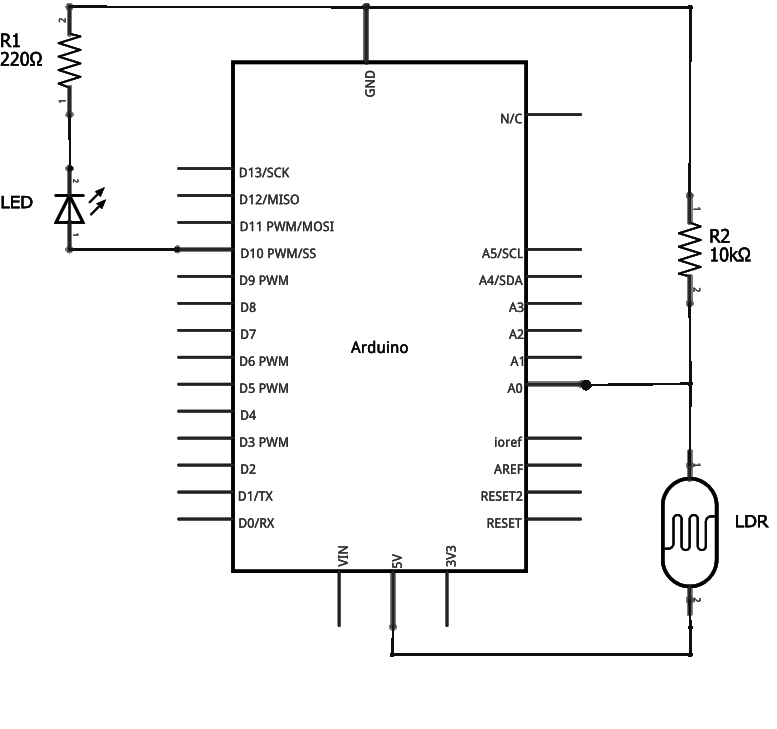 2
R1
220Ω
1
2
LED
1
GND
N/C
D13/SCK
D12/MISO
D11 PWM/MOSI
D10 PWM/SS
D9 PWM
D8
D7
D6 PWM
D5 PWM
D4
D3 PWM
D2
D1/TX
D0/RX
Arduino
A5/SCL
A4/SDA
A3
A2
A1
A0
ioref
AREF
RESET2
RESET
VIN
5V
3V3
1
R2
10kΩ
2
1
LDR
2